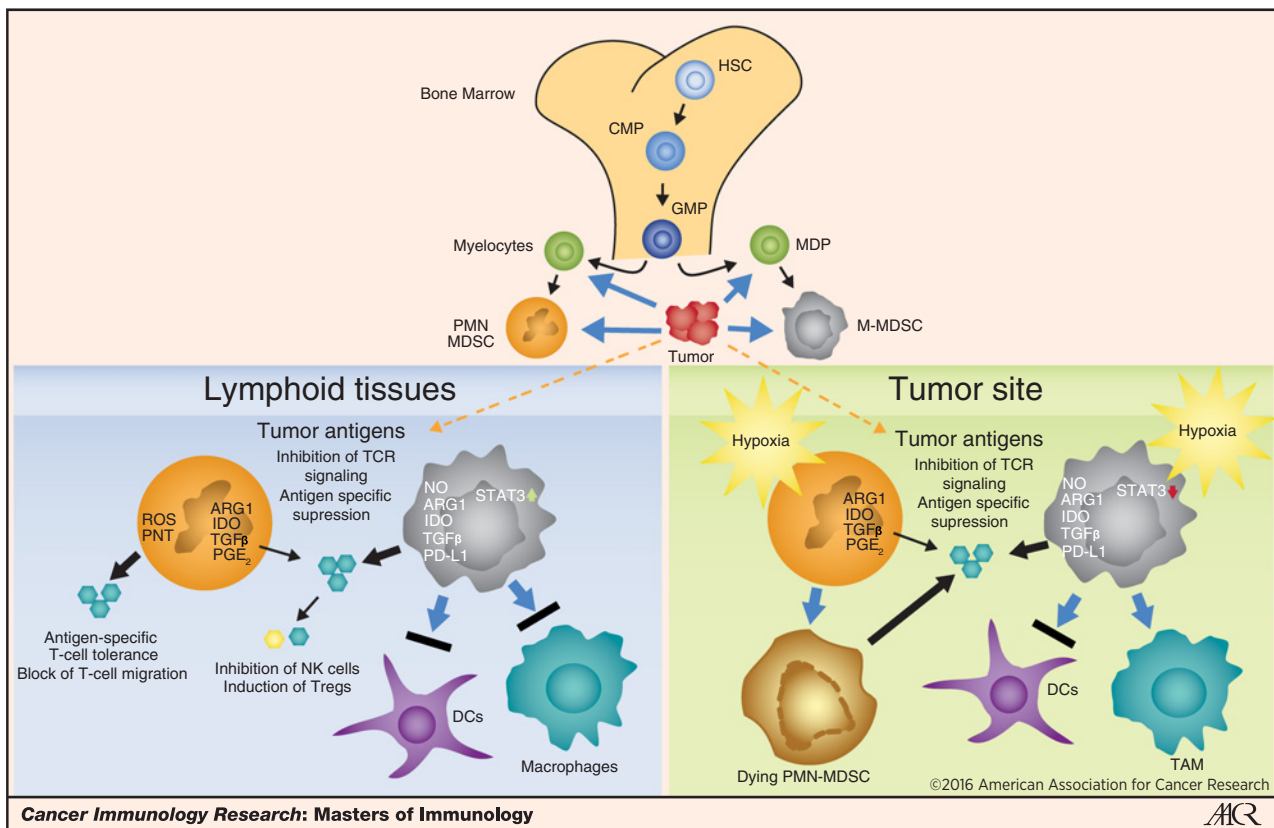 HSC
Bone Marrow
CMP
GMP
Myelocytes
MDP
PMN
MDSC
M-MDSC
Tumor
Lymphoid tissues
Tumor antigens
Inhibition of TCR
signaling
Antigen specific
supression
ROS
PNT
ARG1
IDO
TGFβ
PGE₂
NO
ARG1
IDO
TGFβ
PD-L1
STAT3
Antigen-specific
T-cell tolerance
Block of T-cell migration
Inhibition of NK cells
Induction of Tregs
DCs
Macrophages
Tumor site
Hypoxia
Hypoxia
Tumor antigens
Inhibition of TCR
signaling
Antigen specific
supression
ARG1
IDO
TGFβ
PGE₂
NO
ARG1
IDO
TGFβ
PD-L1
STAT3
Dying PMN-MDSC
DCs
TAM
©2016 American Association for Cancer Research
Cancer Immunology Research: Masters of Immunology
AACR